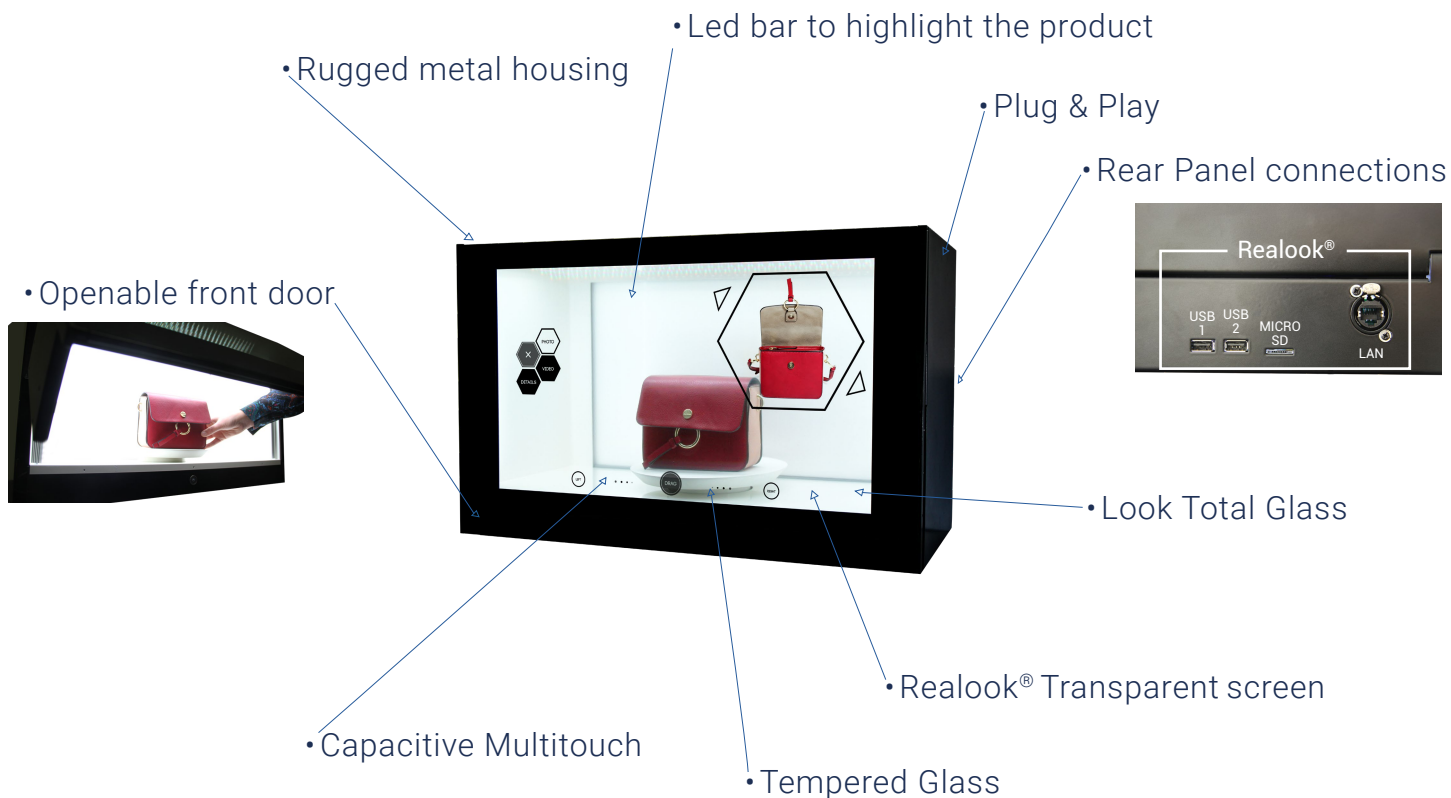 • Led bar to highlight the product
• Rugged metal housing
• Plug & Play
• Rear Panel connections
Realook®
USB 1
USB 2
MICRO SD
LAN
• Openable front door
PHOTO
X
VIDEO
DETAILS
LEFT
DRAG
RIGHT
• Look Total Glass
• Realook® Transparent screen
• Capacitive Multitouch
• Tempered Glass